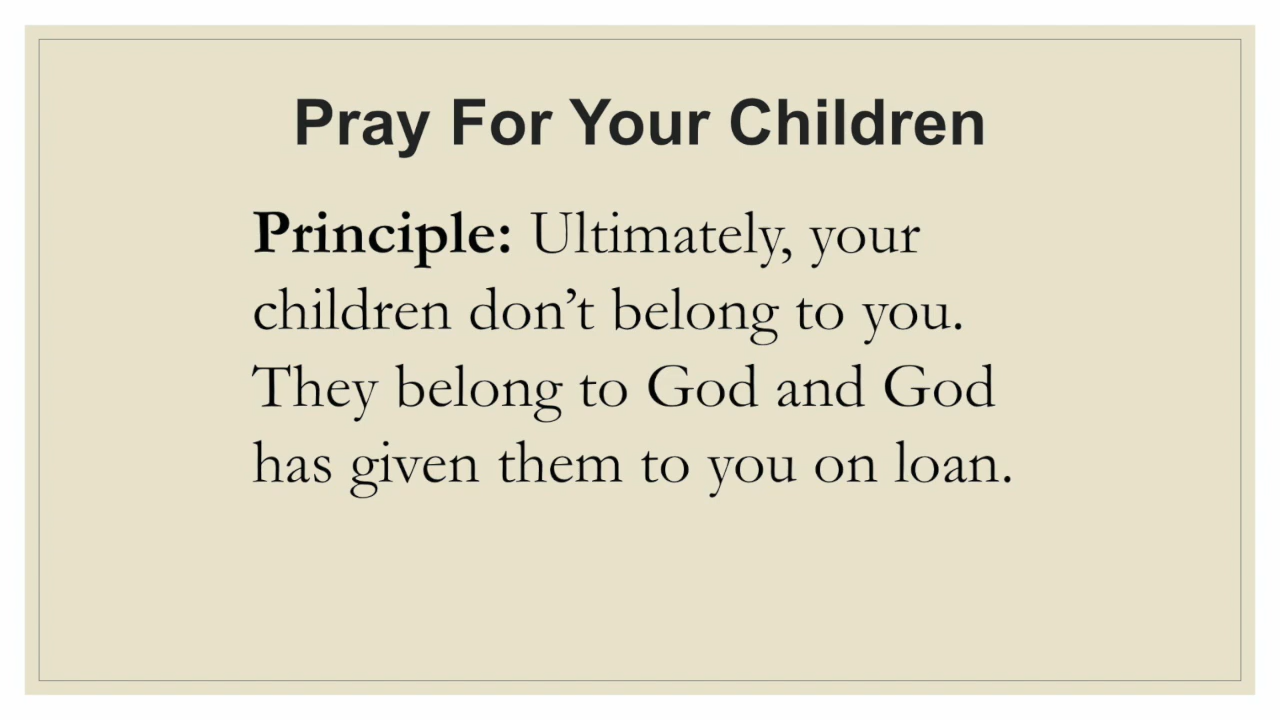 Pray For Your Children
Principle: Ultimately, your
children don’t belong to you.
They belong to God and God
has given them to you on loan.